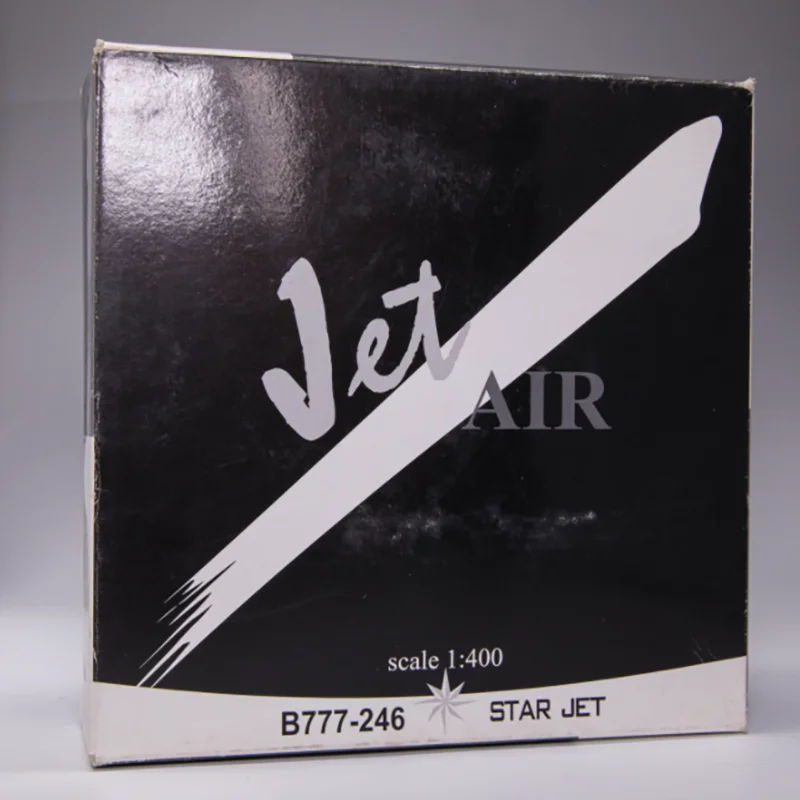 Jet
AIR
scale 1:400
B777-246 STAR JET